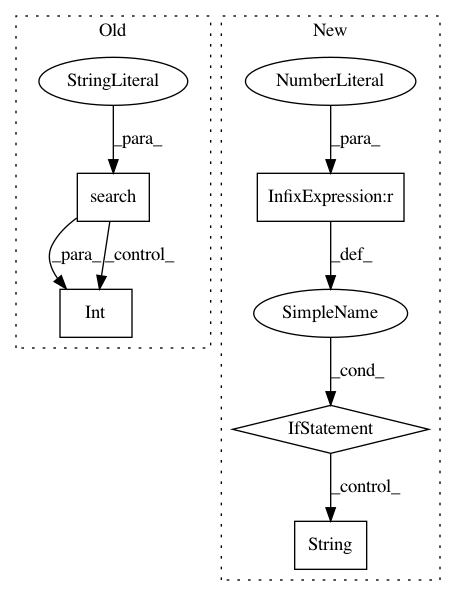 Old
StringLiteral
_para_
search
_para_
_control_
Int
New
NumberLiteral
_para_
InfixExpression:r
_def_
SimpleName
_cond_
IfStatement
_control_
String